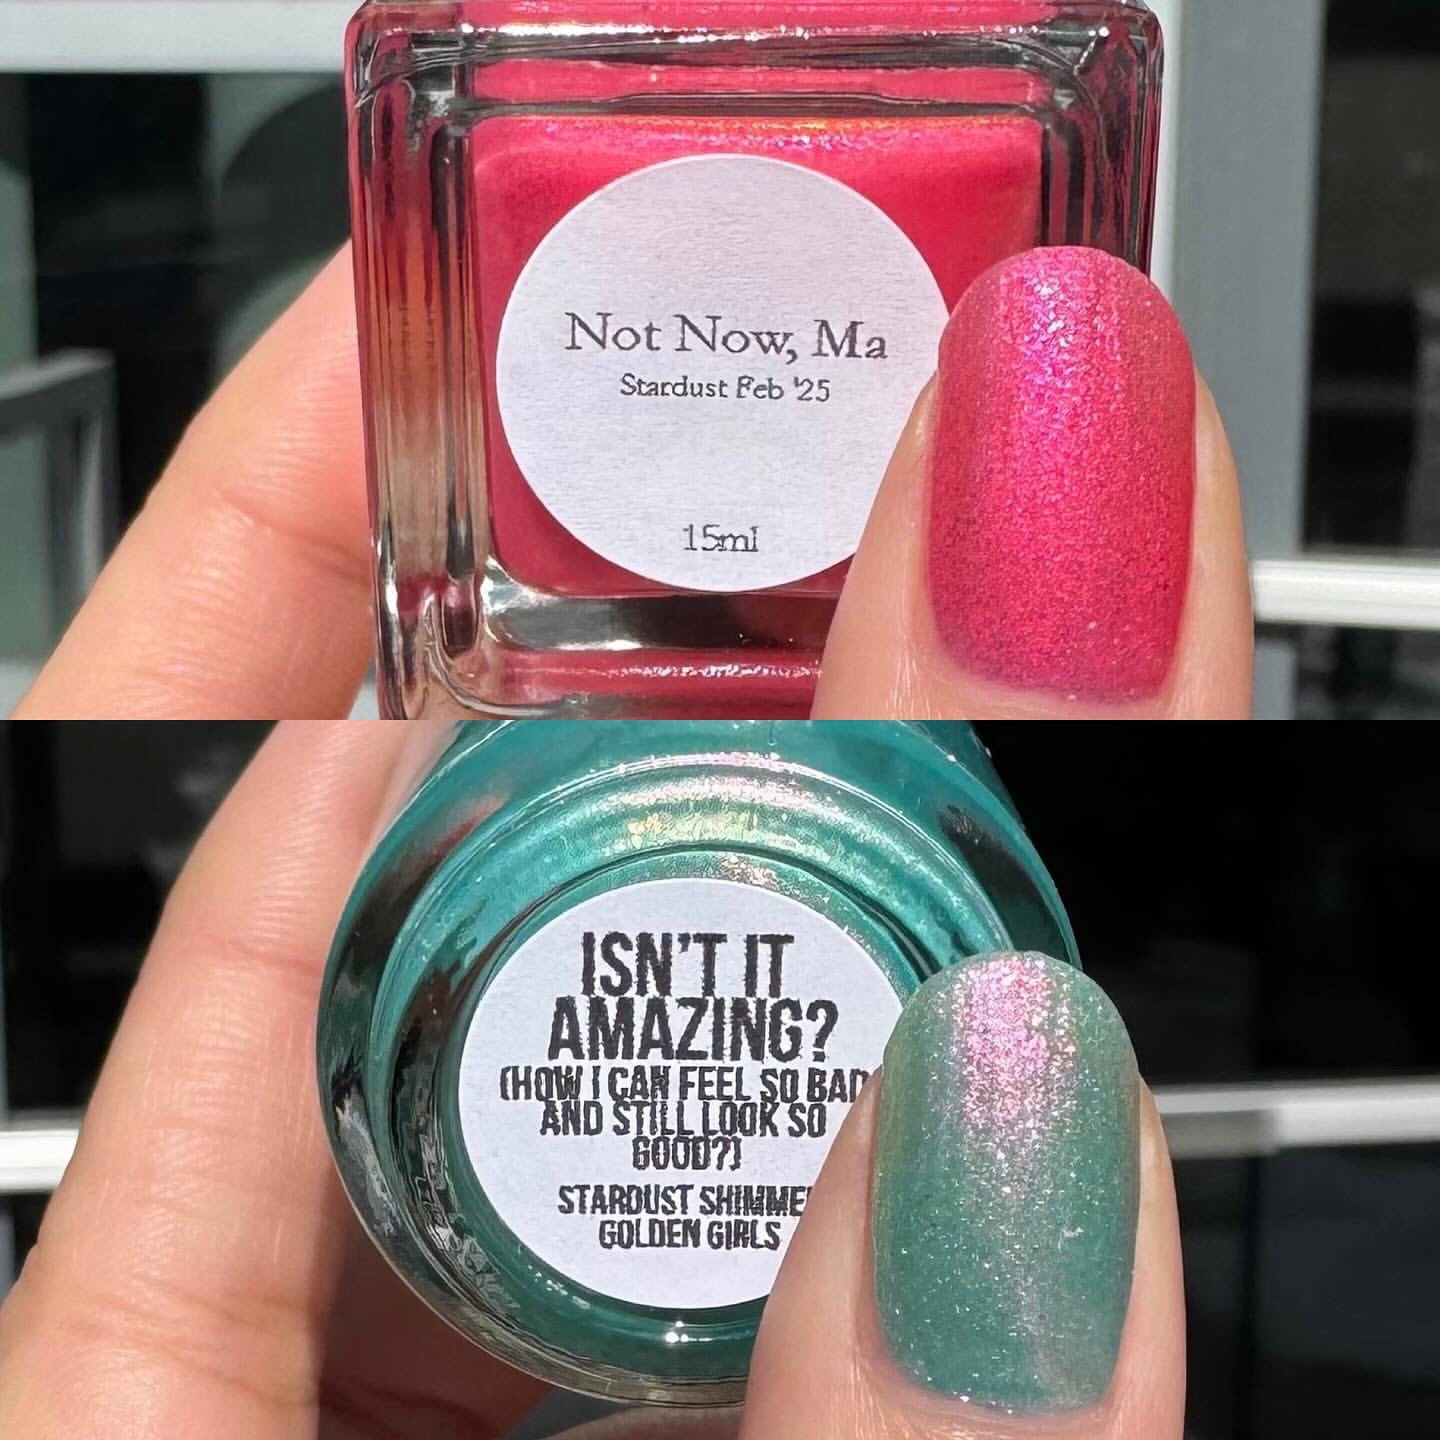 Not Now, Ma
Stardust Feb '25
15ml
ISN'T IT
AMAZING?
(HOW I CAN FEEL SO BAD
AND STILL LOOK SO
GOOD?)
STARDUST SHIMMER
GOLDEN GIRLS